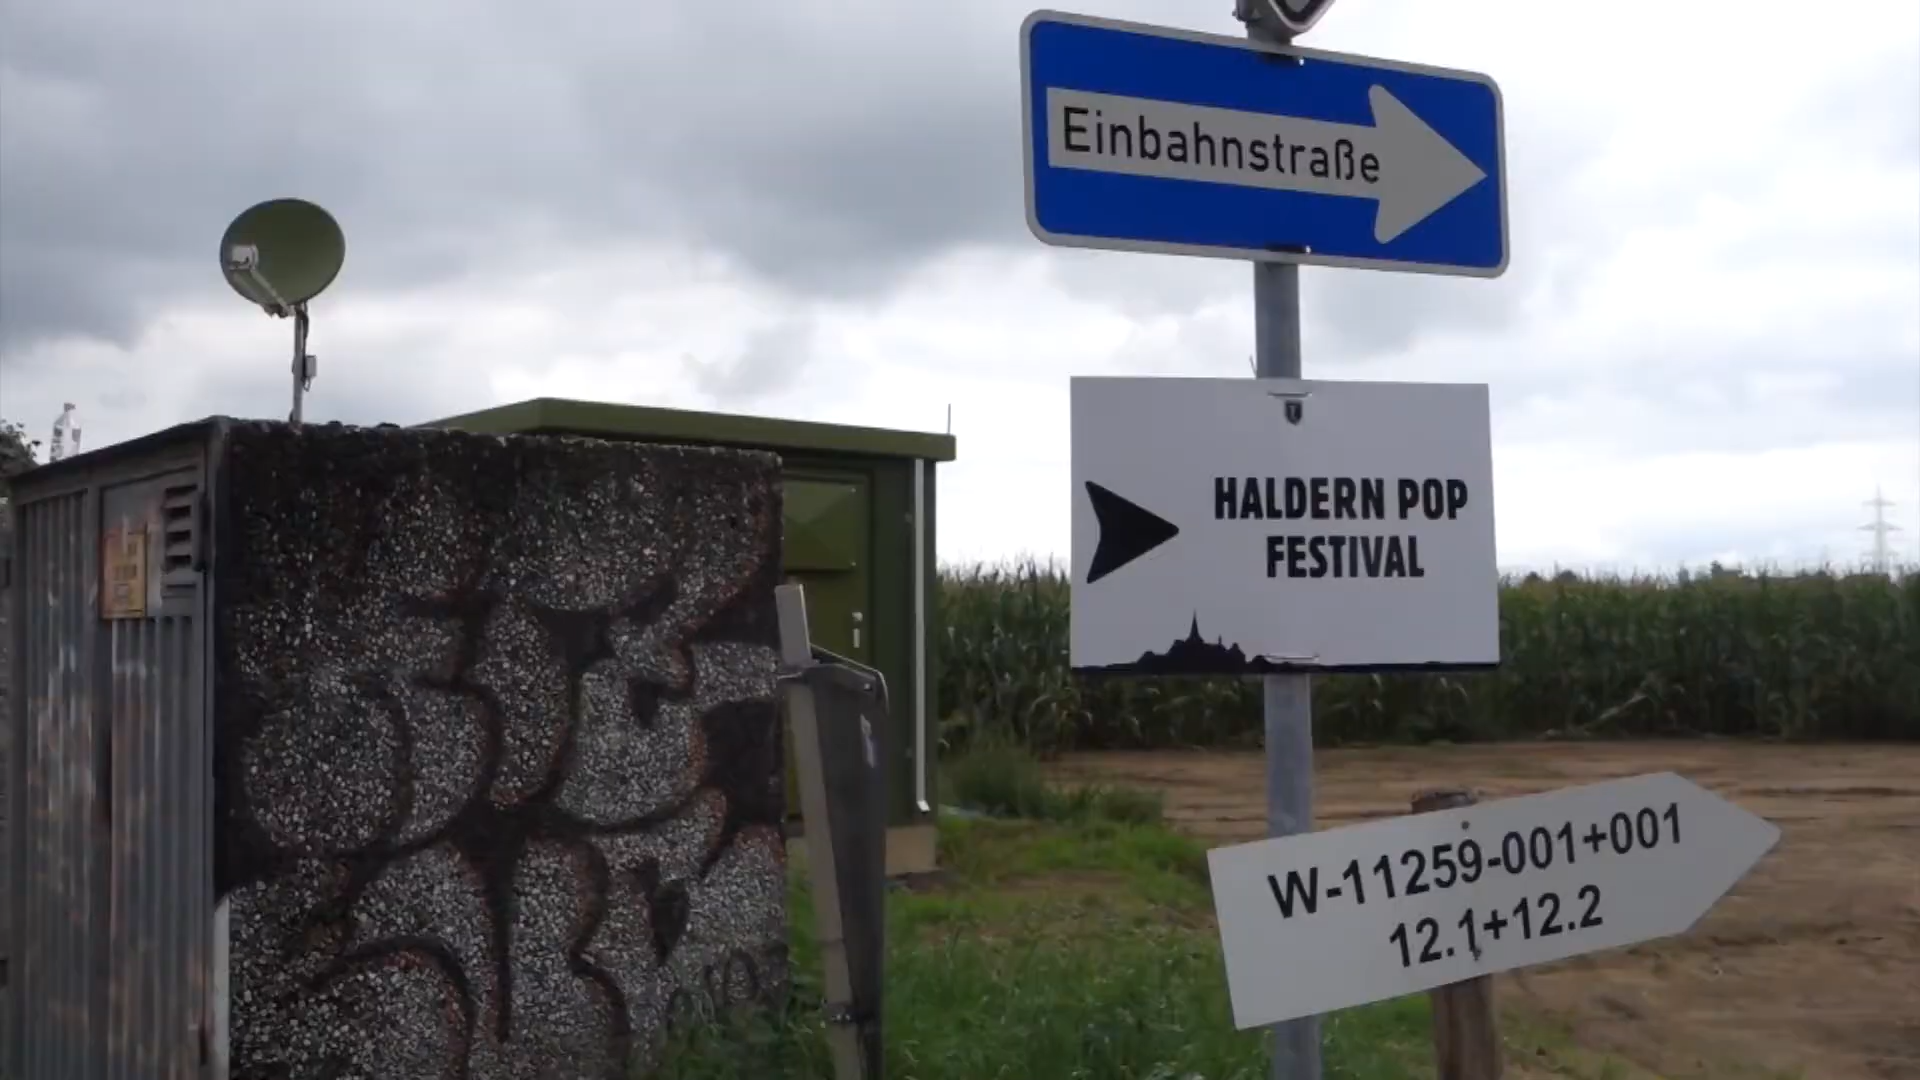 Einbahnstraße
HALDERN POP
FESTIVAL
W-11259-001+001
12.1+12.2